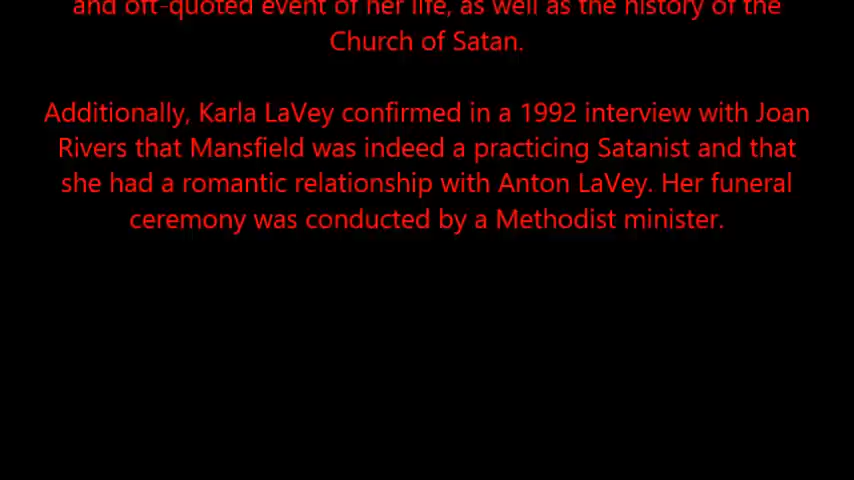 and oft-quoted event of her life, as well as the history of the
Church of Satan.
Additionally, Karla LaVey confirmed in a 1992 interview with Joan
Rivers that Mansfield was indeed a practicing Satanist and that
she had a romantic relationship with Anton LaVey. Her funeral
ceremony was conducted by a Methodist minister.